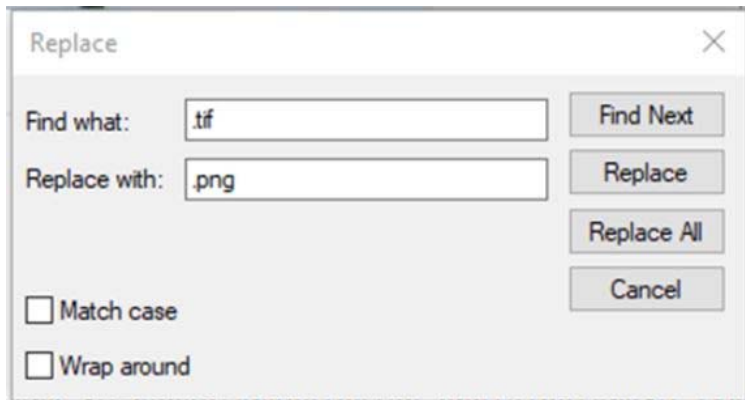 Replace
Find what: .tif Find Next
Replace with: .png Replace
Replace All
Cancel
Match case
Wrap around